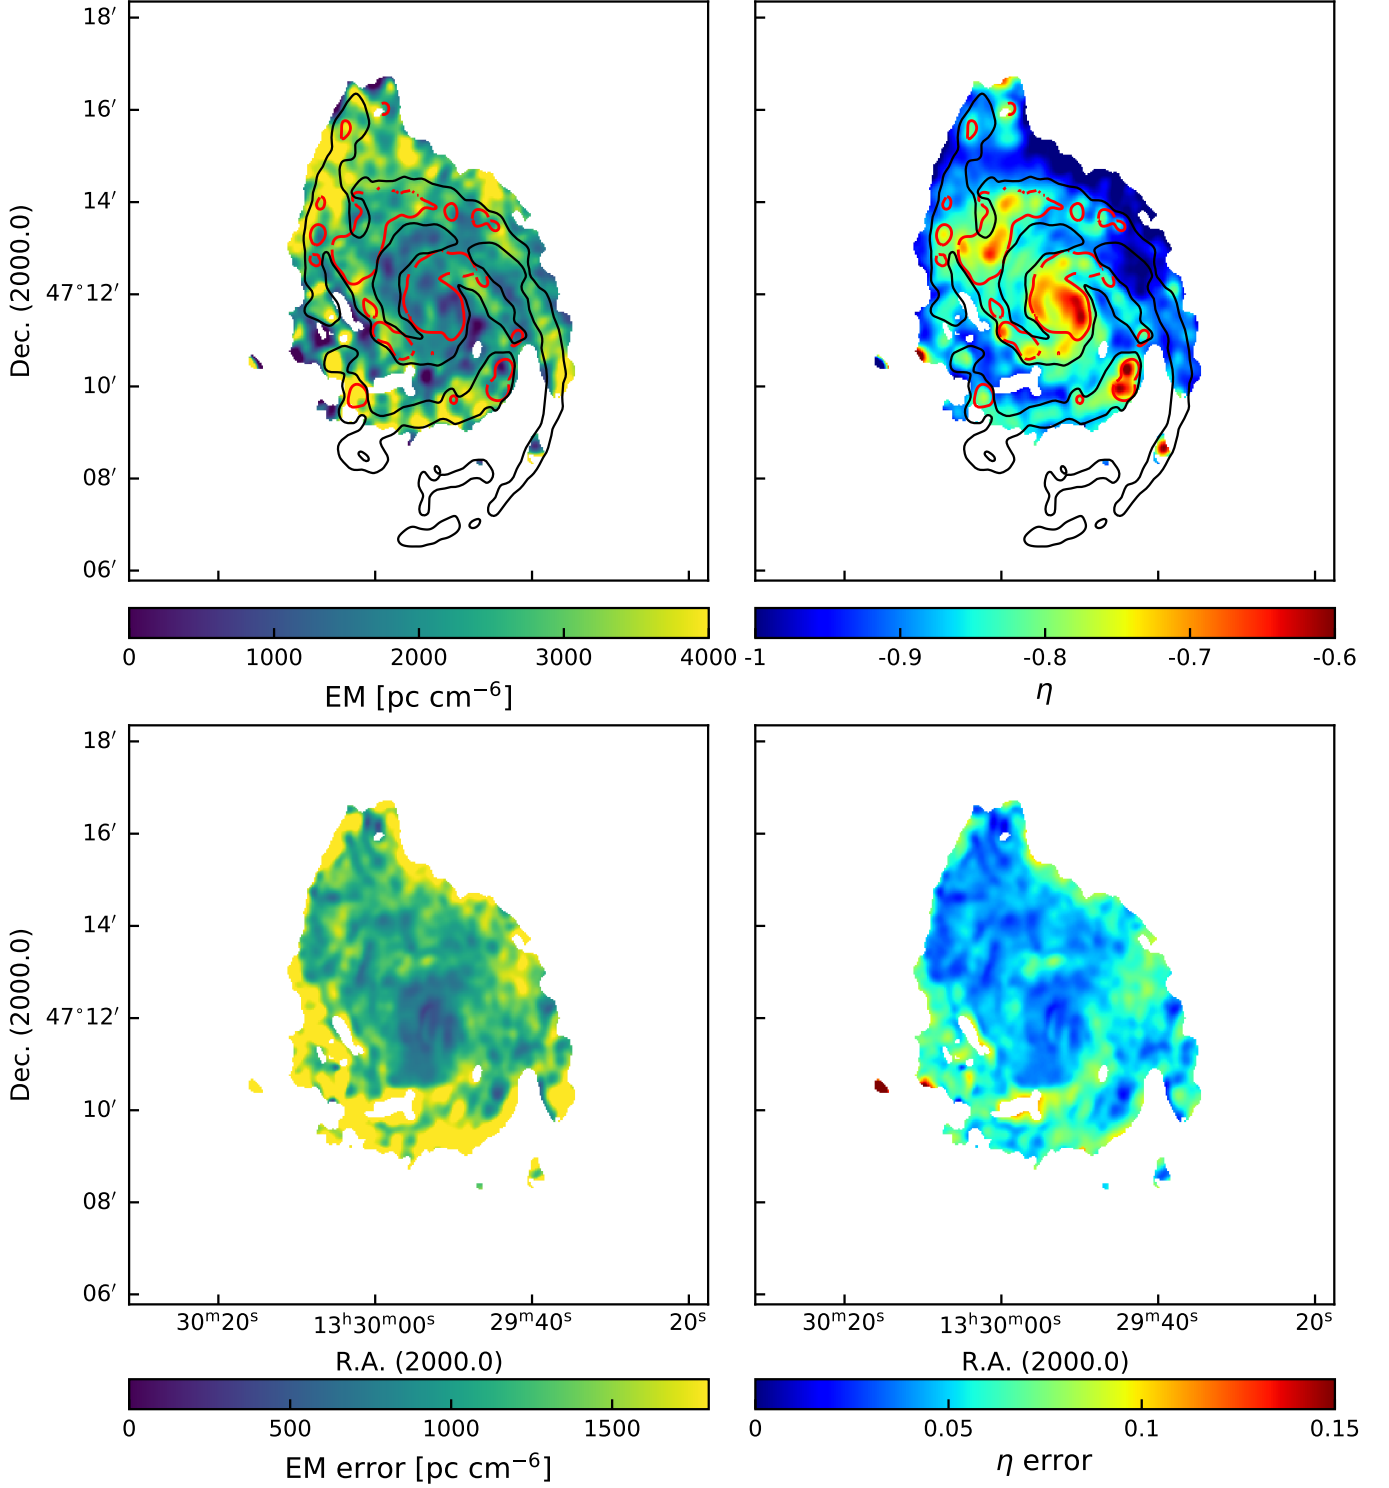 18′
16′
14′
47°12′
10′
08′
06′
Dec. (2000.0)
0 1000 2000 3000 4000
EM [pc cm⁻⁶]
-1 -0.9 -0.8 -0.7 -0.6
η
18′
16′
14′
47°12′
10′
08′
06′
Dec. (2000.0)
30ᵐ20ˢ 13ʰ30ᵐ00ˢ 29ᵐ40ˢ 20ˢ
R.A. (2000.0)
30ᵐ20ˢ 13ʰ30ᵐ00ˢ 29ᵐ40ˢ 20ˢ
R.A. (2000.0)
0 500 1000 1500
EM error [pc cm⁻⁶]
0 0.05 0.1 0.15
η error